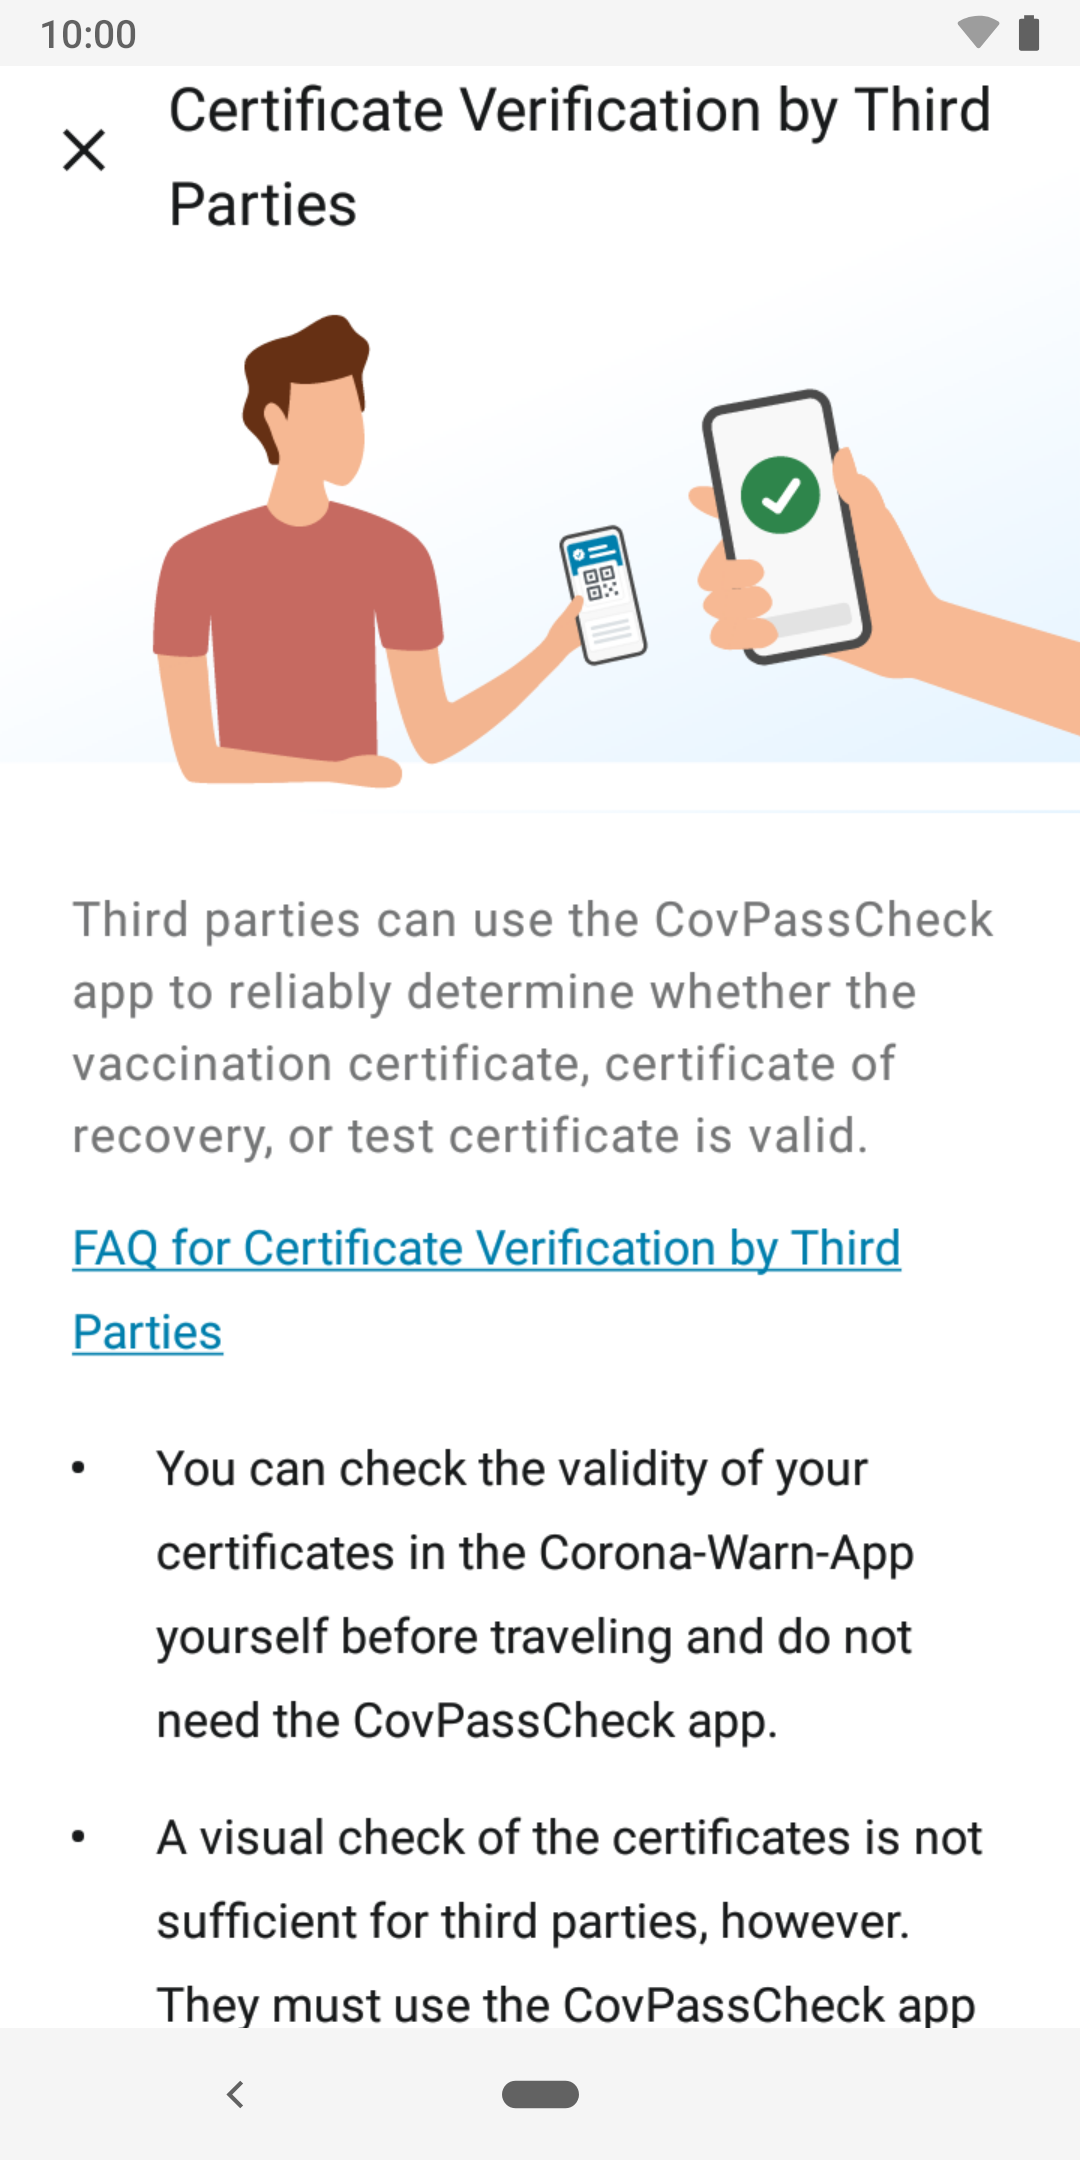 10:00
Certificate Verification by Third
Parties
Third parties can use the CovPassCheck
app to reliably determine whether the
vaccination certificate, certificate of
recovery, or test certificate is valid.
FAQ for Certificate Verification by Third
Parties
• You can check the validity of your
certificates in the Corona-Warn-App
yourself before traveling and do not
need the CovPassCheck app.
• A visual check of the certificates is not
sufficient for third parties, however.
They must use the CovPassCheck app